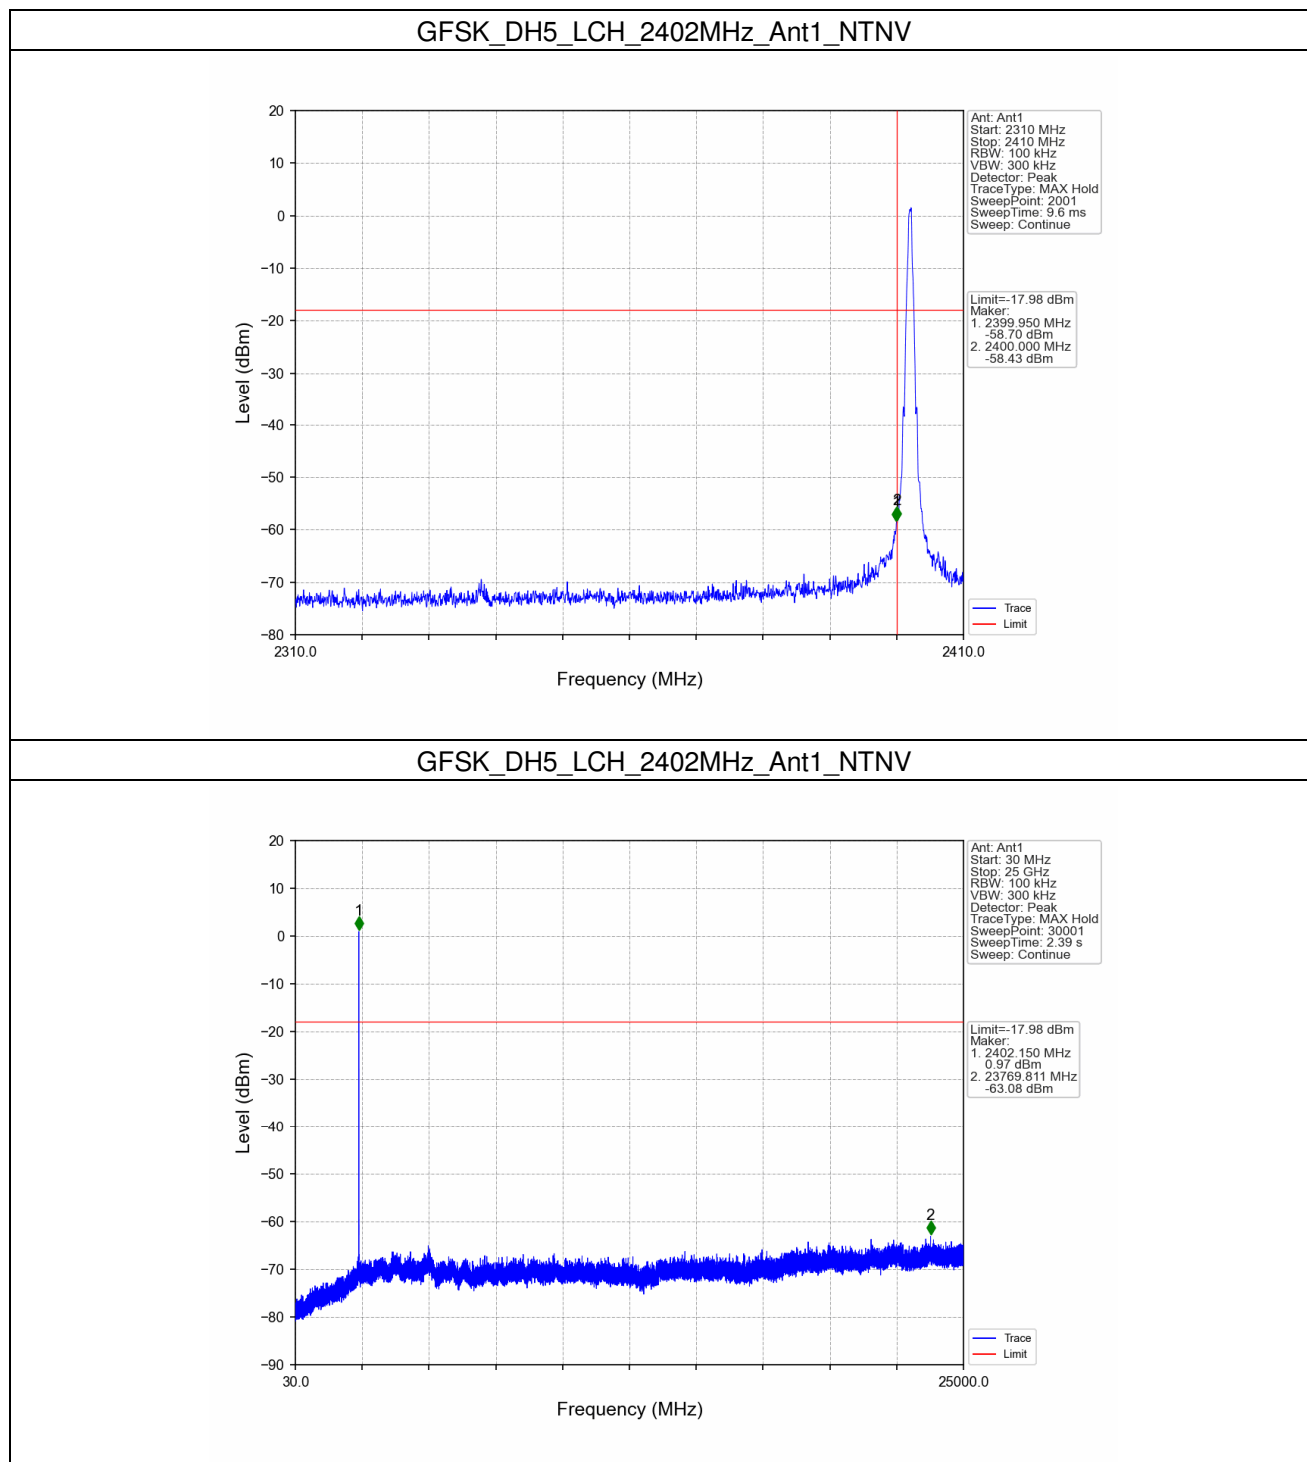 GFSK_DH5_LCH_2402MHz_Ant1_NTNV
20
10
0
−10
−20
−30
−40
−50
−60
−70
−80
Level (dBm)
2310.0
2410.0
Frequency (MHz)
2
Ant: Ant1
Start: 2310 MHz
Stop: 2410 MHz
RBW: 100 kHz
VBW: 300 kHz
Detector: Peak
TraceType: MAX Hold
SweepPoint: 2001
SweepTime: 9.6 ms
Sweep: Continue
Limit=-17.98 dBm
Maker:
1. 2399.950 MHz
-58.70 dBm
2. 2400.000 MHz
-58.43 dBm
Trace
Limit
GFSK_DH5_LCH_2402MHz_Ant1_NTNV
20
10
0
−10
−20
−30
−40
−50
−60
−70
−80
−90
Level (dBm)
30.0
25000.0
Frequency (MHz)
1
2
Ant: Ant1
Start: 30 MHz
Stop: 25 GHz
RBW: 100 kHz
VBW: 300 kHz
Detector: Peak
TraceType: MAX Hold
SweepPoint: 30001
SweepTime: 2.39 s
Sweep: Continue
Limit=-17.98 dBm
Maker:
1. 2402.150 MHz
0.97 dBm
2. 23769.811 MHz
-63.08 dBm
Trace
Limit